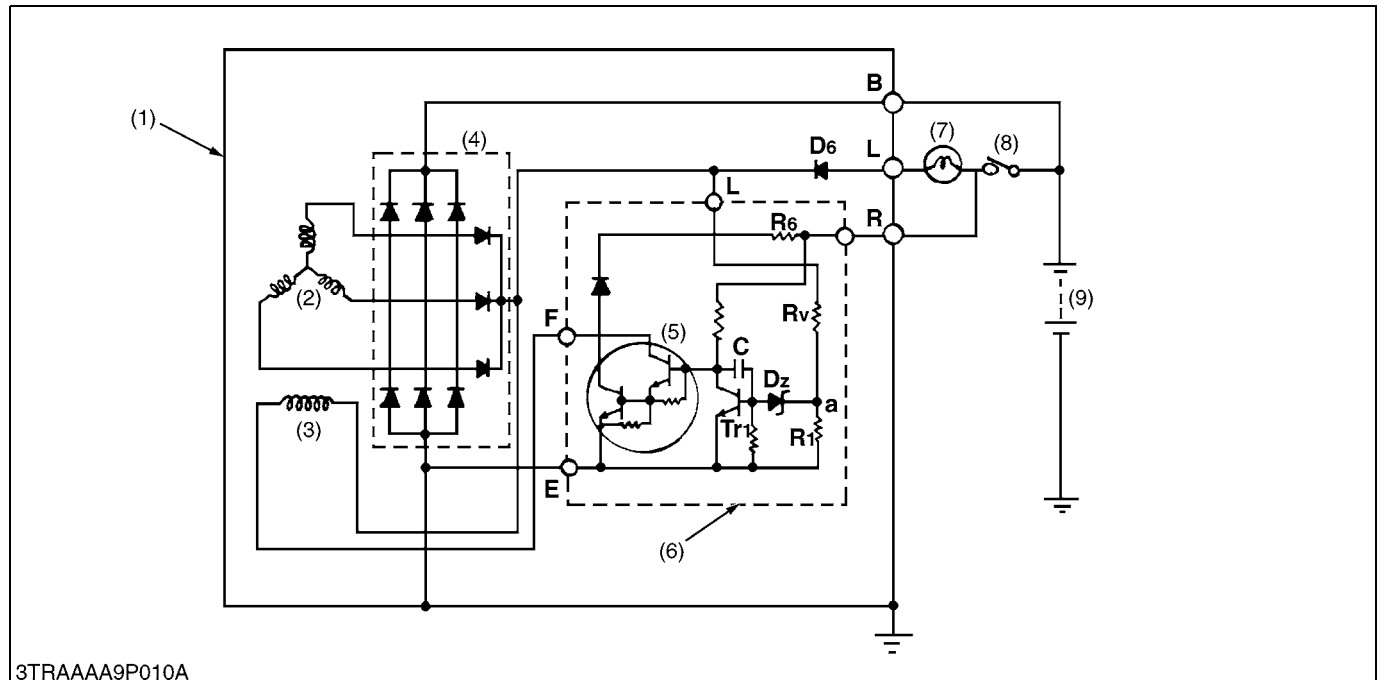 B
(1)
(7)
(4)
D6
L
(8)
L
R6
R
(2)
Rv
(9)
F
(5)
C
Dz
a
(3)
Tr1
R1
E
(6)
3TRAAAA9P010A